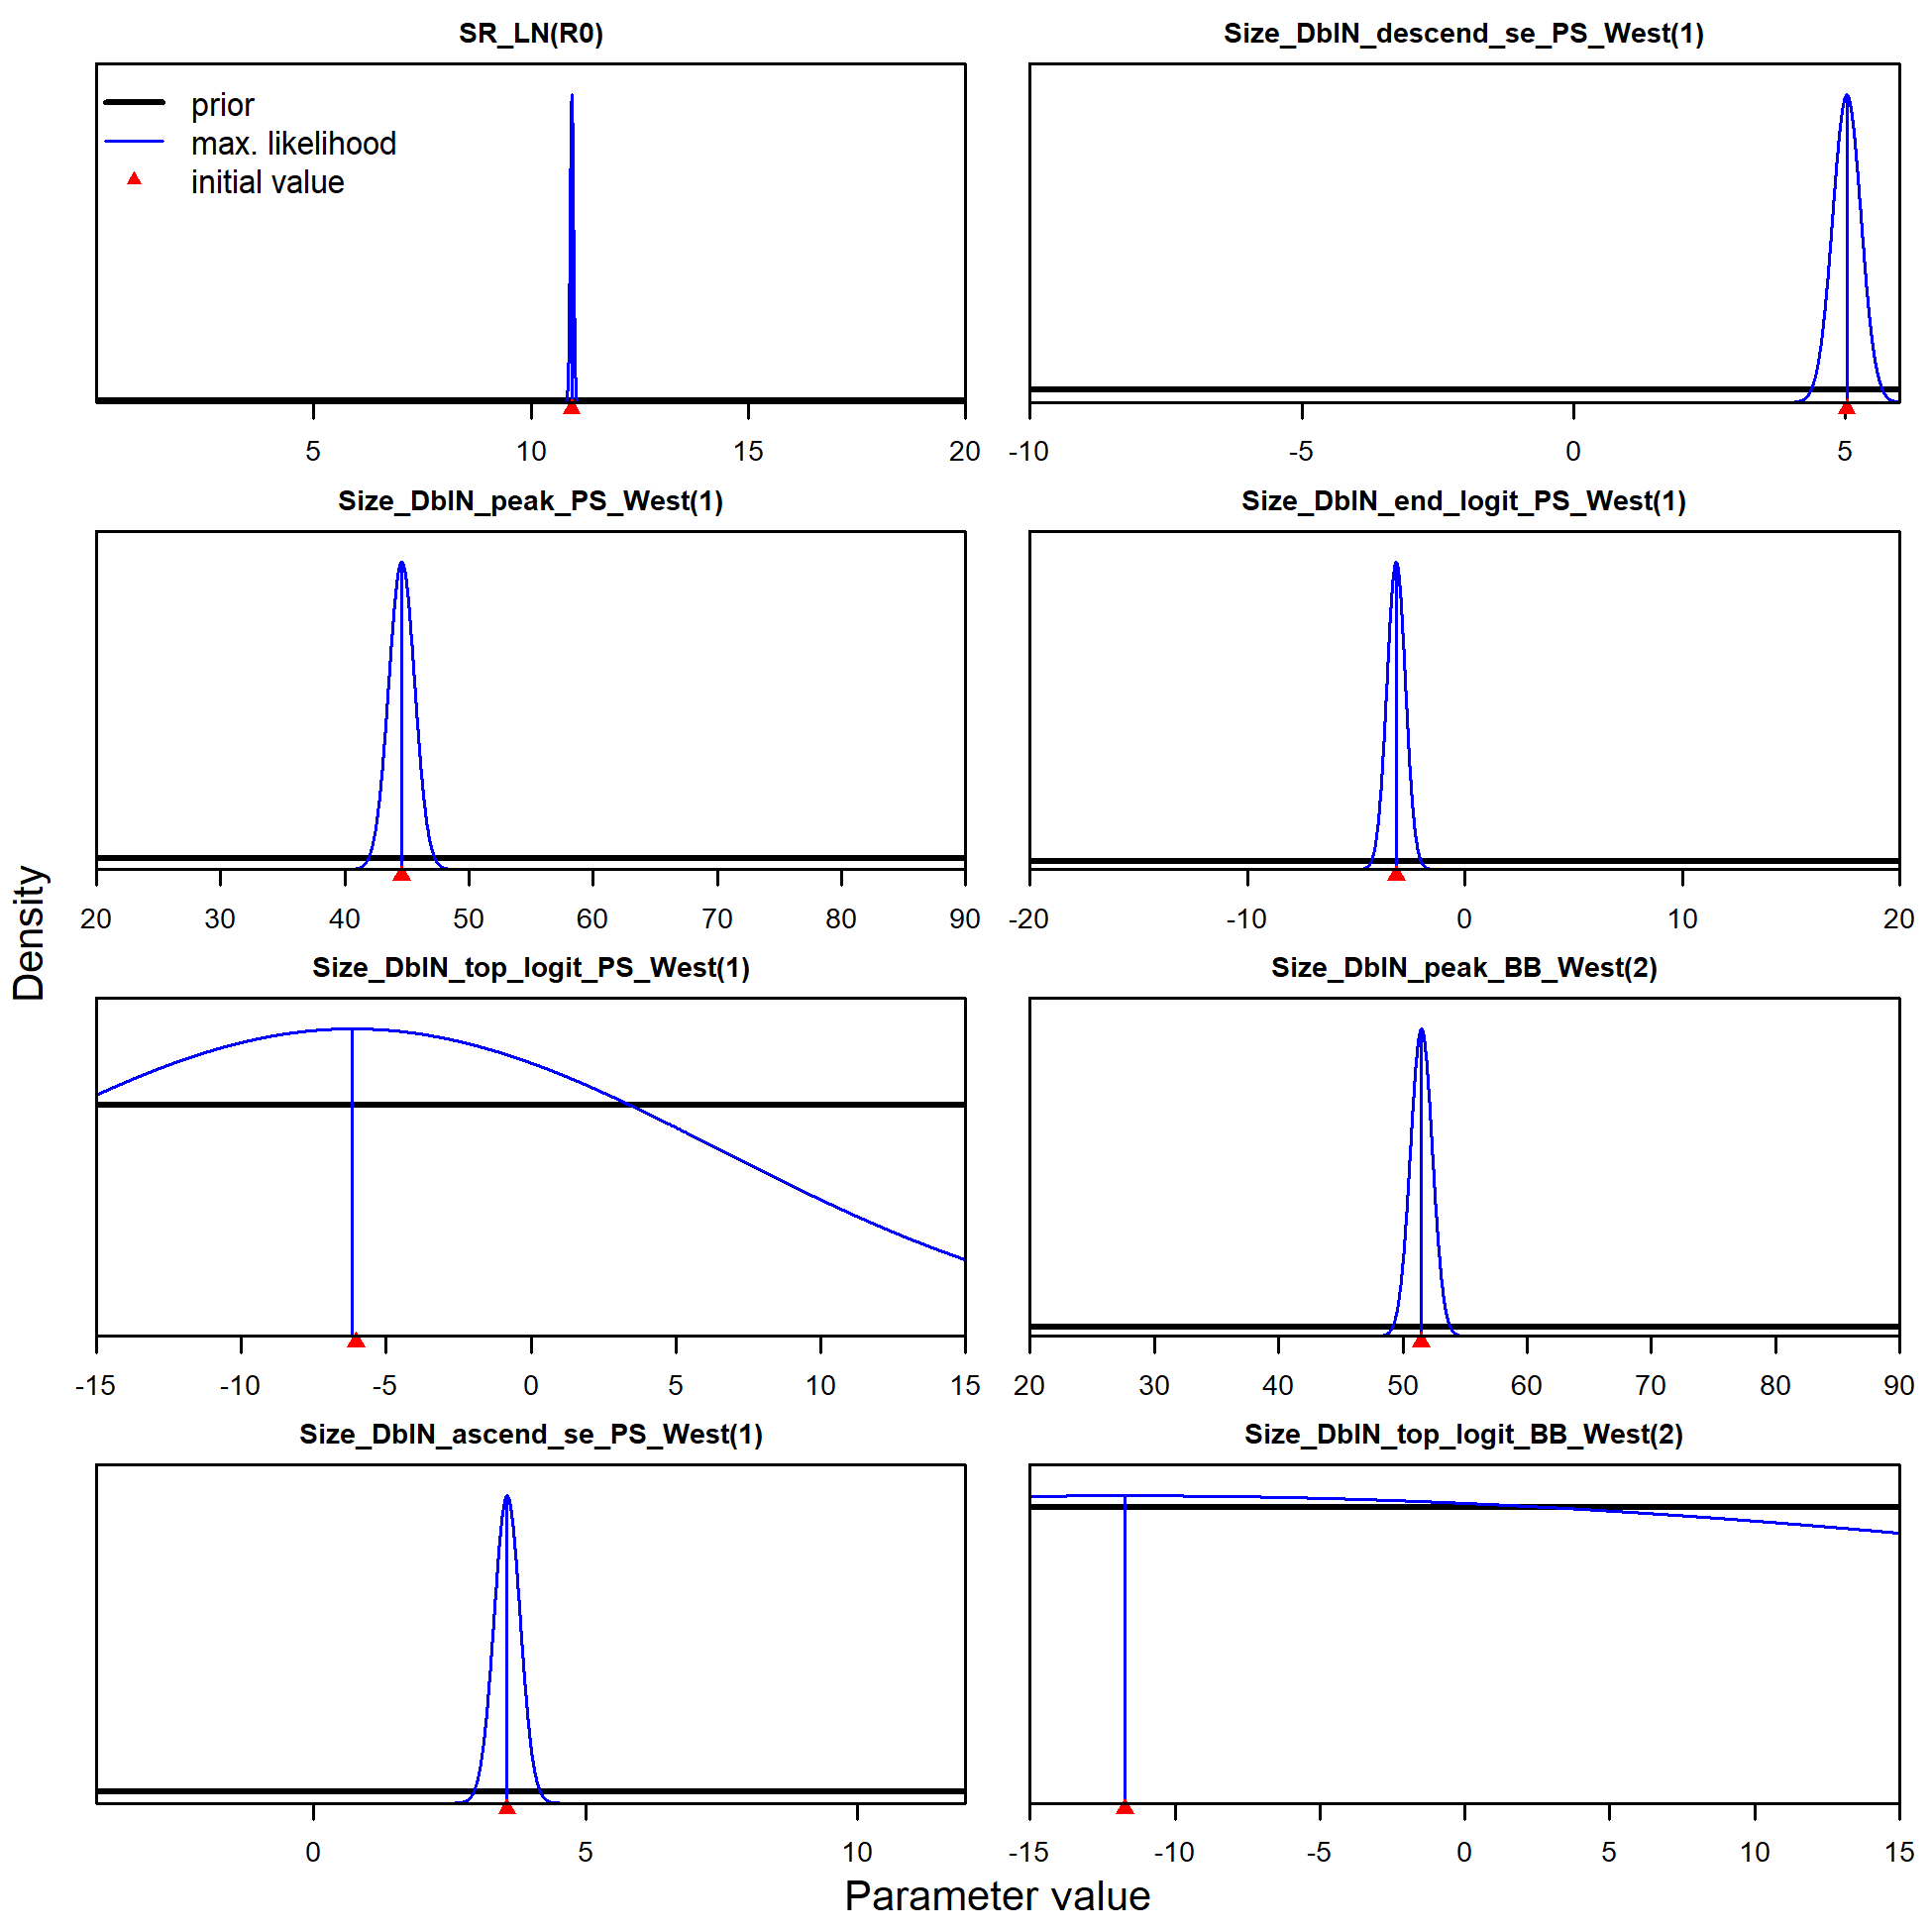 SR_LN(R0)
prior
max. likelihood
initial value
5 10 15 20
Size_DblN_descend_se_PS_West(1)
-10 -5 0 5
Size_DblN_peak_PS_West(1)
20 30 40 50 60 70 80 90
Size_DblN_end_logit_PS_West(1)
-20 -10 0 10 20
Size_DblN_top_logit_PS_West(1)
-15 -10 -5 0 5 10 15
Size_DblN_peak_BB_West(2)
20 30 40 50 60 70 80 90
Size_DblN_ascend_se_PS_West(1)
0 5 10
Size_DblN_top_logit_BB_West(2)
-15 -10 -5 0 5 10 15
Density
Parameter value